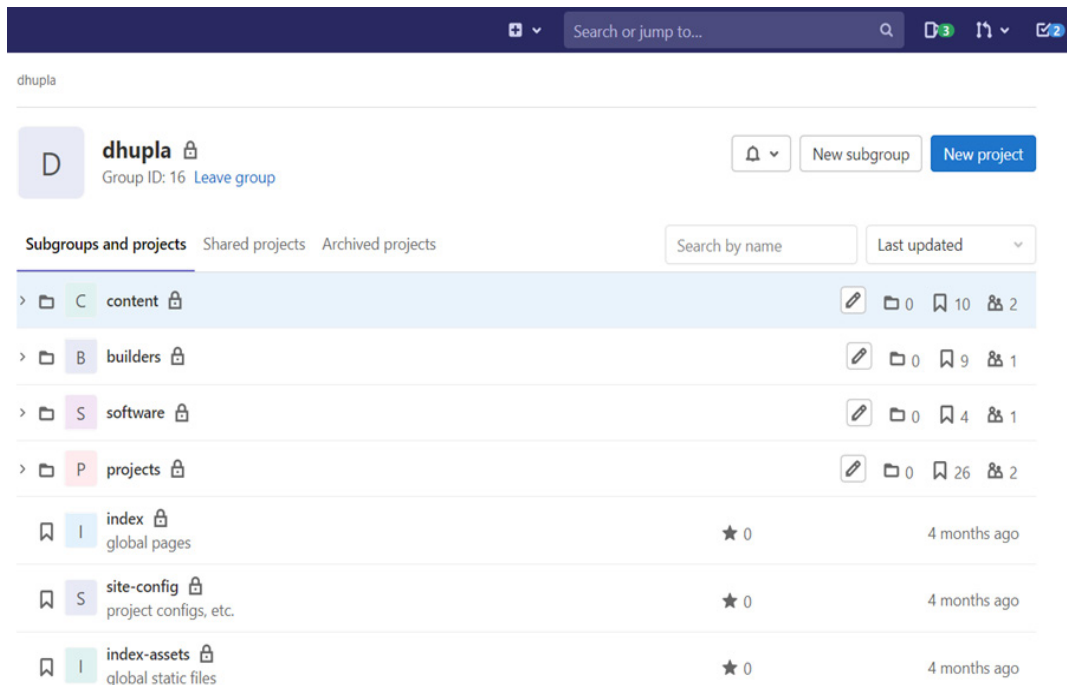 Search or jump to...
3
2
dhupla
D
dhupla
Group ID: 16 Leave group
New subgroup
New project
Subgroups and projects Shared projects Archived projects
Search by name
Last updated
C content 0 10 2
B builders 0 9 1
S software 0 4 1
P projects 0 26 2
I index 0 4 months ago
global pages
S site-config 0 4 months ago
project configs, etc.
I index-assets 0 4 months ago
global static files